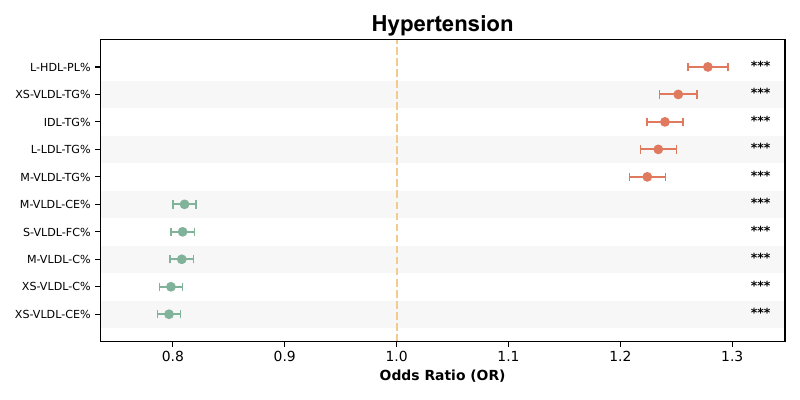 Hypertension
L-HDL-PL% ***
XS-VLDL-TG% ***
IDL-TG% ***
L-LDL-TG% ***
M-VLDL-TG% ***
M-VLDL-CE% ***
S-VLDL-FC% ***
M-VLDL-C% ***
XS-VLDL-C% ***
XS-VLDL-CE% ***
0.8 0.9 1.0 1.1 1.2 1.3
Odds Ratio (OR)